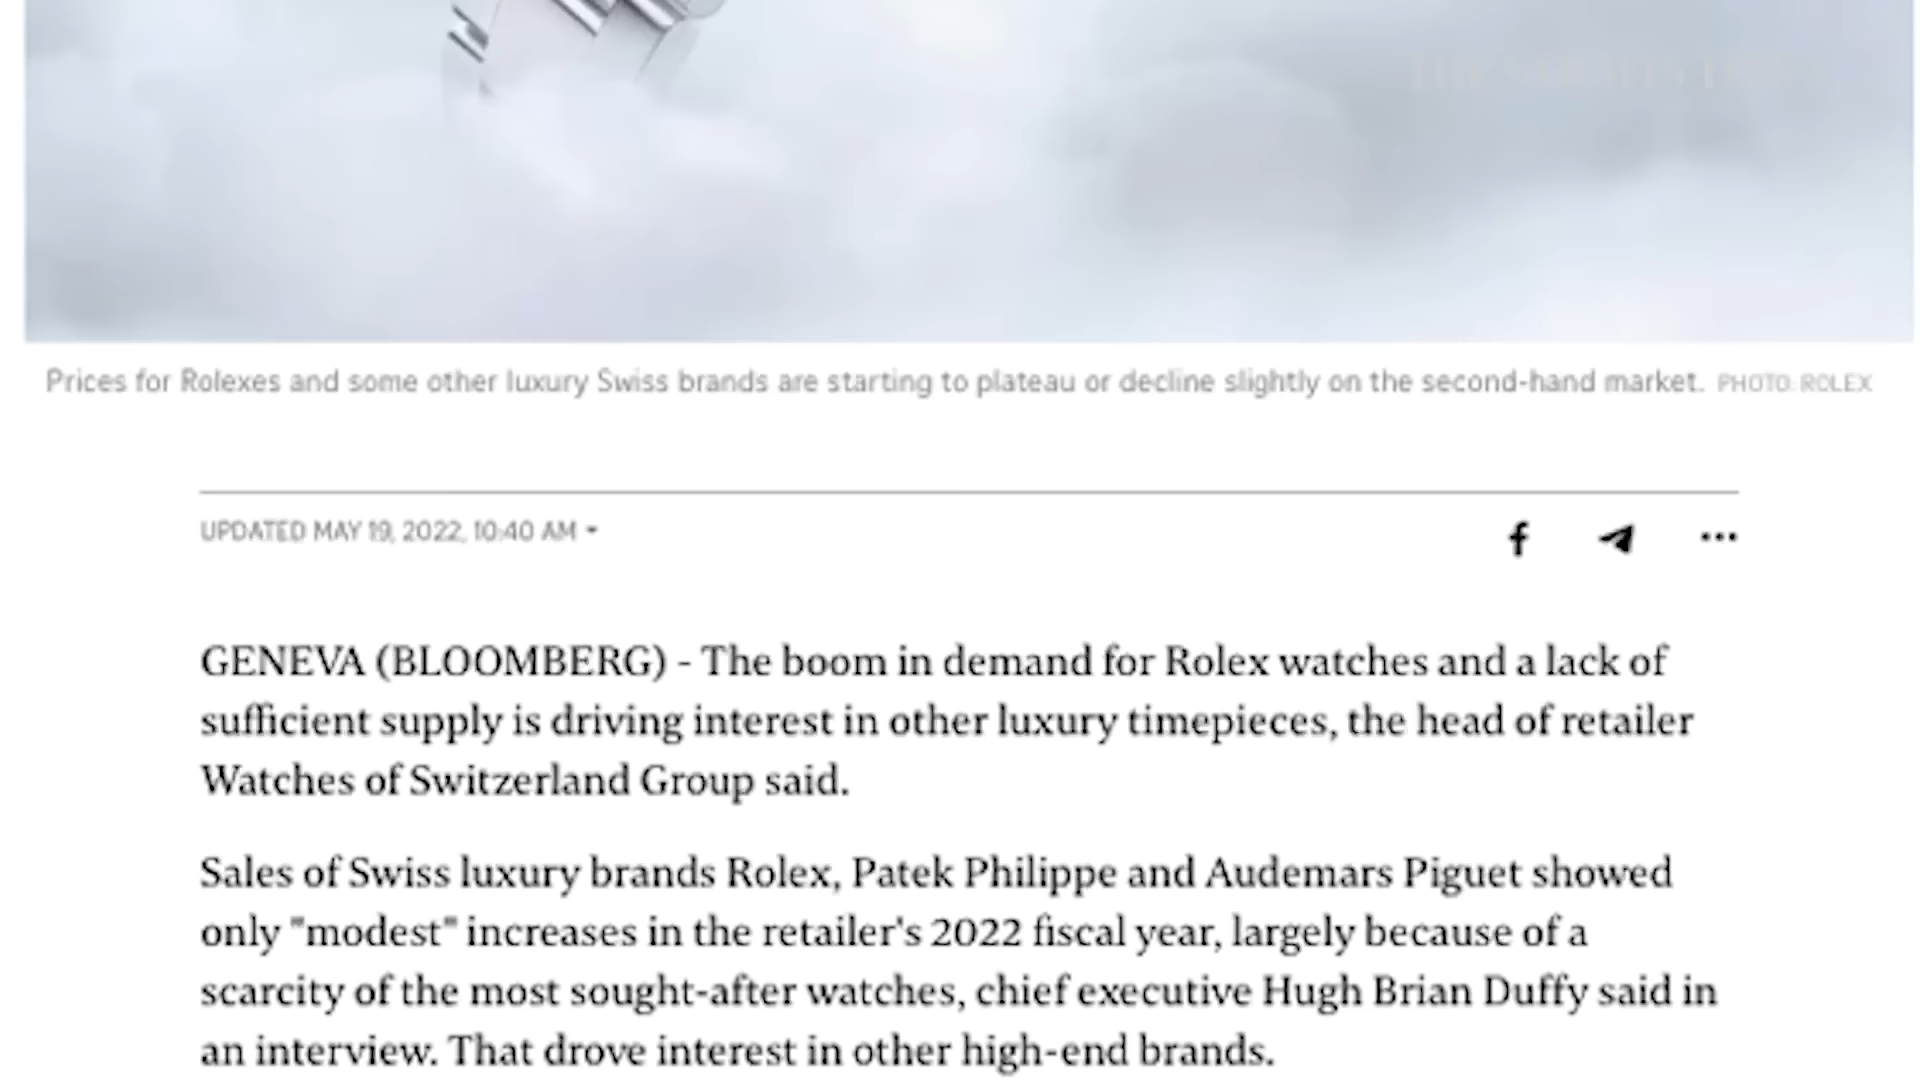 Prices for Rolexes and some other luxury Swiss brands are starting to plateau or decline slightly on the second-hand market. PHOTO: ROLEX
UPDATED MAY 19, 2022, 10:40 AM
GENEVA (BLOOMBERG) - The boom in demand for Rolex watches and a lack of
sufficient supply is driving interest in other luxury timepieces, the head of retailer
Watches of Switzerland Group said.
Sales of Swiss luxury brands Rolex, Patek Philippe and Audemars Piguet showed
only "modest" increases in the retailer's 2022 fiscal year, largely because of a
scarcity of the most sought-after watches, chief executive Hugh Brian Duffy said in
an interview. That drove interest in other high-end brands.